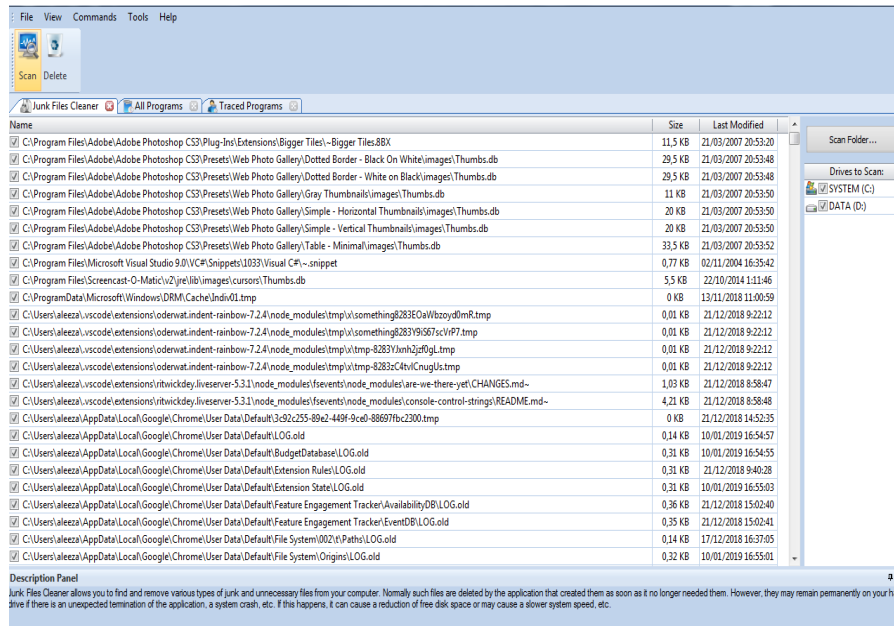 File View Commands Tools Help
Scan Delete
Junk Files Cleaner All Programs Traced Programs
Name Size Last Modified
C:\Program Files\Adobe\Adobe Photoshop CS3\Plug-Ins\Extensions\Bigger Tiles\~Bigger Tiles.8BX 11,5 KB 21/03/2007 20:53:20
C:\Program Files\Adobe\Adobe Photoshop CS3\Presets\Web Photo Gallery\Dotted Border - Black On White\images\Thumbs.db 29,5 KB 21/03/2007 20:53:48
C:\Program Files\Adobe\Adobe Photoshop CS3\Presets\Web Photo Gallery\Dotted Border - White on Black\images\Thumbs.db 29,5 KB 21/03/2007 20:53:48
C:\Program Files\Adobe\Adobe Photoshop CS3\Presets\Web Photo Gallery\Gray Thumbnails\images\Thumbs.db 11 KB 21/03/2007 20:53:50
C:\Program Files\Adobe\Adobe Photoshop CS3\Presets\Web Photo Gallery\Simple - Horizontal Thumbnails\images\Thumbs.db 20 KB 21/03/2007 20:53:50
C:\Program Files\Adobe\Adobe Photoshop CS3\Presets\Web Photo Gallery\Simple - Vertical Thumbnails\images\Thumbs.db 20 KB 21/03/2007 20:53:50
C:\Program Files\Adobe\Adobe Photoshop CS3\Presets\Web Photo Gallery\Table - Minimal\images\Thumbs.db 33,5 KB 21/03/2007 20:53:52
C:\Program Files\Microsoft Visual Studio 9.0\VC#\Snippets\1033\Visual C#\~.snippet 0,77 KB 02/11/2004 16:35:42
C:\Program Files\Screencast-O-Matic\v2\jre\lib\images\cursors\Thumbs.db 5,5 KB 22/10/2014 1:11:46
C:\ProgramData\Microsoft\Windows\DRM\Cache\Indiv01.tmp 0 KB 13/11/2018 11:00:59
C:\Users\aleeza\.vscode\extensions\oderwat.indent-rainbow-7.2.4\node_modules\tmp\x\something8283EOaWbzoyd0mR.tmp 0,01 KB 21/12/2018 9:22:12
C:\Users\aleeza\.vscode\extensions\oderwat.indent-rainbow-7.2.4\node_modules\tmp\x\something8283Y9iS67scVrP7.tmp 0,01 KB 21/12/2018 9:22:12
C:\Users\aleeza\.vscode\extensions\oderwat.indent-rainbow-7.2.4\node_modules\tmp\x\tmp-8283YJxnh2jzf0gL.tmp 0,01 KB 21/12/2018 9:22:12
C:\Users\aleeza\.vscode\extensions\oderwat.indent-rainbow-7.2.4\node_modules\tmp\x\tmp-8283zC4tvICnugUs.tmp 0,01 KB 21/12/2018 9:22:12
C:\Users\aleeza\.vscode\extensions\ritwickdey.liveserver-5.3.1\node_modules\fsevents\node_modules\are-we-there-yet\CHANGES.md~ 1,03 KB 21/12/2018 8:58:47
C:\Users\aleeza\.vscode\extensions\ritwickdey.liveserver-5.3.1\node_modules\fsevents\node_modules\console-control-strings\README.md~ 4,21 KB 21/12/2018 8:58:48
C:\Users\aleeza\AppData\Local\Google\Chrome\User Data\Default\3c92c255-89e2-449f-9ce0-88697fbc2300.tmp 0 KB 21/12/2018 14:52:35
C:\Users\aleeza\AppData\Local\Google\Chrome\User Data\Default\LOG.old 0,14 KB 10/01/2019 16:54:57
C:\Users\aleeza\AppData\Local\Google\Chrome\User Data\Default\BudgetDatabase\LOG.old 0,31 KB 10/01/2019 16:54:55
C:\Users\aleeza\AppData\Local\Google\Chrome\User Data\Default\Extension Rules\LOG.old 0,31 KB 21/12/2018 9:40:28
C:\Users\aleeza\AppData\Local\Google\Chrome\User Data\Default\Extension State\LOG.old 0,31 KB 10/01/2019 16:55:03
C:\Users\aleeza\AppData\Local\Google\Chrome\User Data\Default\Feature Engagement Tracker\AvailabilityDB\LOG.old 0,36 KB 21/12/2018 15:02:40
C:\Users\aleeza\AppData\Local\Google\Chrome\User Data\Default\Feature Engagement Tracker\EventDB\LOG.old 0,35 KB 21/12/2018 15:02:41
C:\Users\aleeza\AppData\Local\Google\Chrome\User Data\Default\File System\002\t\Paths\LOG.old 0,14 KB 17/12/2018 16:37:05
C:\Users\aleeza\AppData\Local\Google\Chrome\User Data\Default\File System\Origins\LOG.old 0,32 KB 10/01/2019 16:55:01
Scan Folder...
Drives to Scan:
SYSTEM (C:)
DATA (D:)
Description Panel
Junk Files Cleaner allows you to find and remove various types of junk and unnecessary files from your computer. Normally such files are deleted by the application that created them as soon as it no longer needed them. However, they may remain permanently on your h
drive if there is an unexpected termination of the application, a system crash, etc. If this happens, it can cause a reduction of free disk space or may cause a slower system speed, etc.